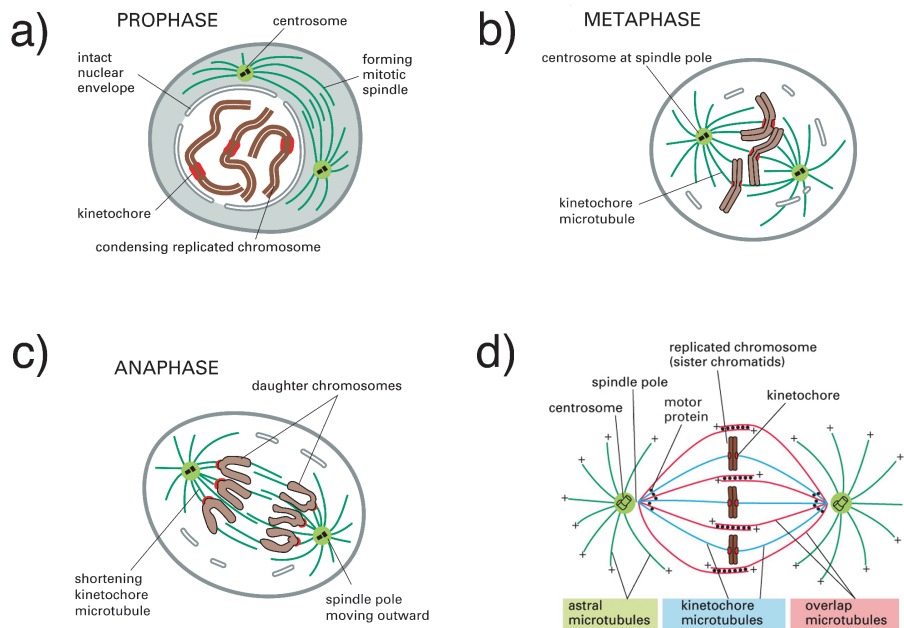 a)
PROPHASE
centrosome
intact
nuclear
envelope
forming
mitotic
spindle
kinetochore
condensing replicated chromosome
b)
METAPHASE
centrosome at spindle pole
kinetochore
microtubule
c)
ANAPHASE
daughter chromosomes
shortening
kinetochore
microtubule
spindle pole
moving outward
d)
replicated chromosome
(sister chromatids)
spindle pole
centrosome
motor
protein
kinetochore
+ + + + + + + + + + + + + + + + + + + + + +
astral
microtubules
kinetochore
microtubules
overlap
microtubules